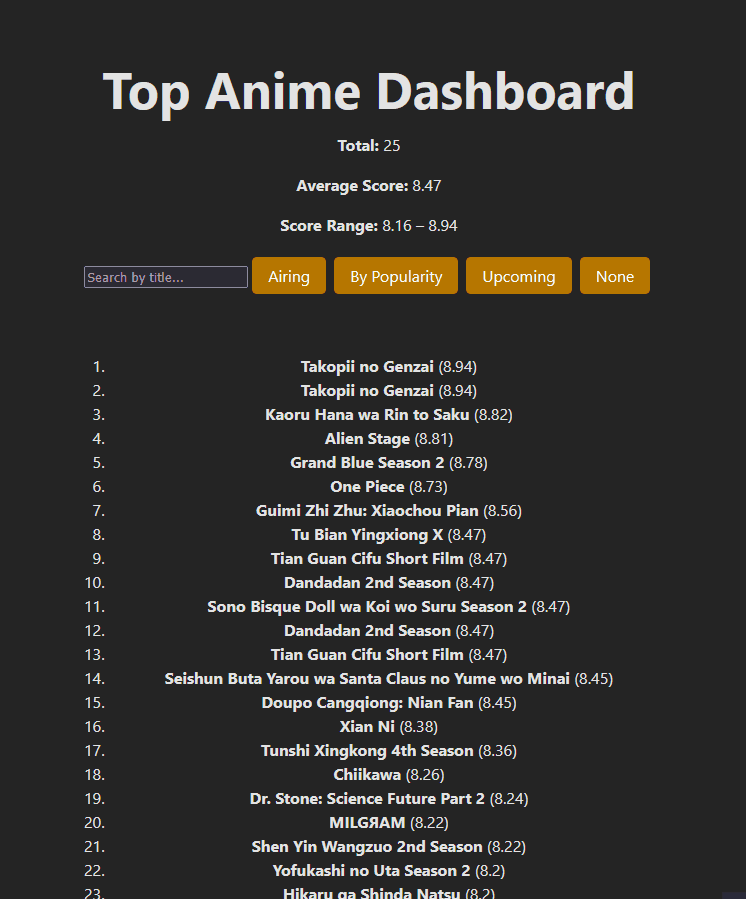 Top Anime Dashboard
Total: 25
Average Score: 8.47
Score Range: 8.16 – 8.94
Search by title... Airing By Popularity Upcoming None
1. Takopii no Genzai (8.94)
2. Takopii no Genzai (8.94)
3. Kaoru Hana wa Rin to Saku (8.82)
4. Alien Stage (8.81)
5. Grand Blue Season 2 (8.78)
6. One Piece (8.73)
7. Guimi Zhi Zhu: Xiaochou Pian (8.56)
8. Tu Bian Yingxiong X (8.47)
9. Tian Guan Cifu Short Film (8.47)
10. Dandadan 2nd Season (8.47)
11. Sono Bisque Doll wa Koi wo Suru Season 2 (8.47)
12. Dandadan 2nd Season (8.47)
13. Tian Guan Cifu Short Film (8.47)
14. Seishun Buta Yarou wa Santa Claus no Yume wo Minai (8.45)
15. Doupo Cangqiong: Nian Fan (8.45)
16. Xian Ni (8.38)
17. Tunshi Xingkong 4th Season (8.36)
18. Chiikawa (8.26)
19. Dr. Stone: Science Future Part 2 (8.24)
20. MILGЯAM (8.22)
21. Shen Yin Wangzuo 2nd Season (8.22)
22. Yofukashi no Uta Season 2 (8.2)
23. Hikaru ga Shinda Natsu (8.2)